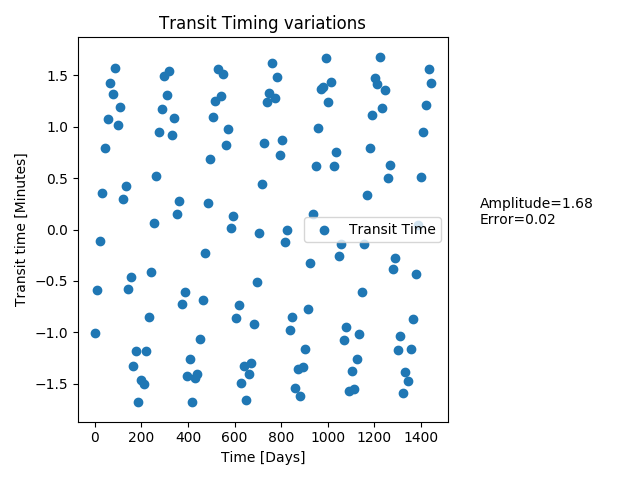 Transit Timing variations
Transit time [Minutes]
1.5
1.0
0.5
0.0
−0.5
−1.0
−1.5
Transit Time
0
200
400
600
800
1000
1200
1400
Time [Days]
Amplitude=1.68
Error=0.02